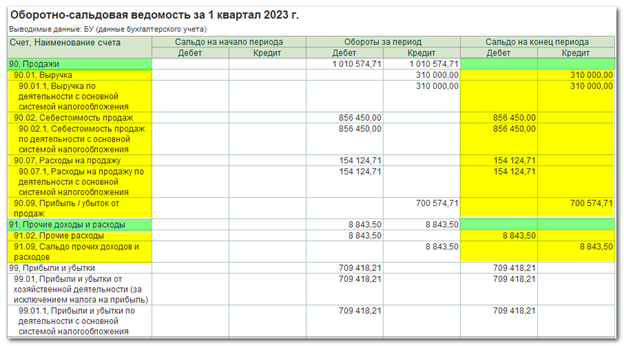 Оборотно-сальдовая ведомость за 1 квартал 2023 г.
Выводимые данные: БУ (данные бухгалтерского учета)
Счет, Наименование счета Сальдо на начало периода Обороты за период Сальдо на конец периода
Дебет Кредит Дебет Кредит Дебет Кредит
90, Продажи 1 010 574,71 1 010 574,71
90.01, Выручка 310 000,00 310 000,00
90.01.1, Выручка по 310 000,00 310 000,00
деятельности с основной
системой налогообложения
90.02, Себестоимость продаж 856 450,00 856 450,00
90.02.1, Себестоимость продаж 856 450,00 856 450,00
по деятельности с основной
системой налогообложения
90.07, Расходы на продажу 154 124,71 154 124,71
90.07.1, Расходы на продажу по 154 124,71 154 124,71
деятельности с основной
системой налогообложения
90.09, Прибыль / убыток от 700 574,71 700 574,71
продаж
91, Прочие доходы и расходы 8 843,50 8 843,50
91.02, Прочие расходы 8 843,50 8 843,50
91.09, Сальдо прочих доходов и 8 843,50 8 843,50
расходов
99, Прибыли и убытки 709 418,21 709 418,21
99.01, Прибыли и убытки от 709 418,21 709 418,21
хозяйственной деятельности (за
исключением налога на прибыль)
99.01.1, Прибыли и убытки по 709 418,21 709 418,21
деятельности с основной
системой налогообложения